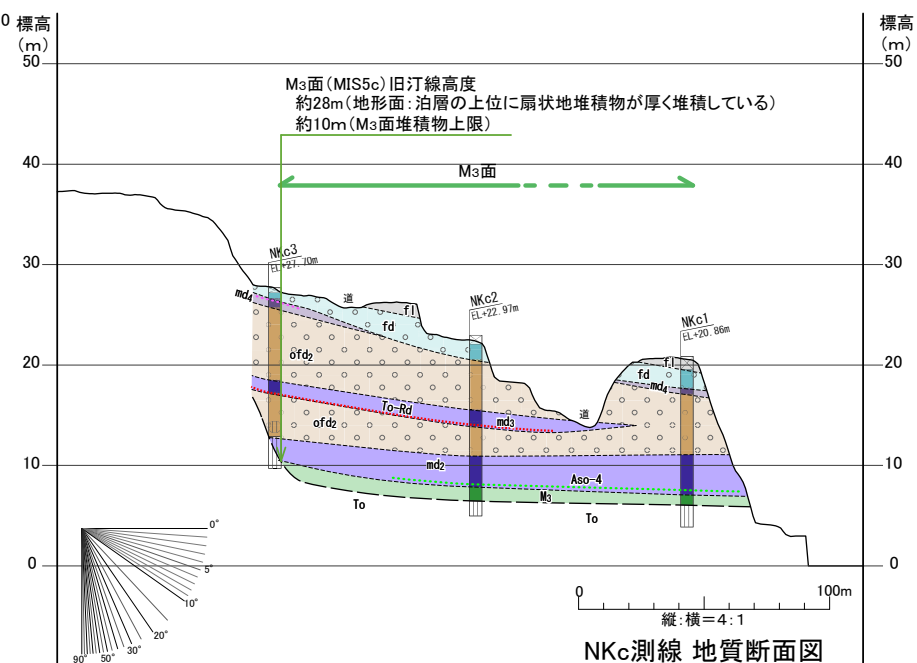 0 標高
(m)
標高
(m)
50
50
M3面(MIS5c)旧汀線高度
約28m(地形面:泊層の上位に扇状地堆積物が厚く堆積している)
約10m(M3面堆積物上限)
40
40
M3面
30
30
NKc3
EL+27.70m
md4
道
fl
fd
NKc2
EL+22.97m
NKc1
EL+20.86m
fl
fd
md4
20
20
ofd2
To-Rd
ofd2
md3
道
10
10
md2
Aso-4
M3
To
To
0
0
0°
5°
10°
20°
30°
50°
90°
0
100m
縦:横=4:1
NKc測線 地質断面図